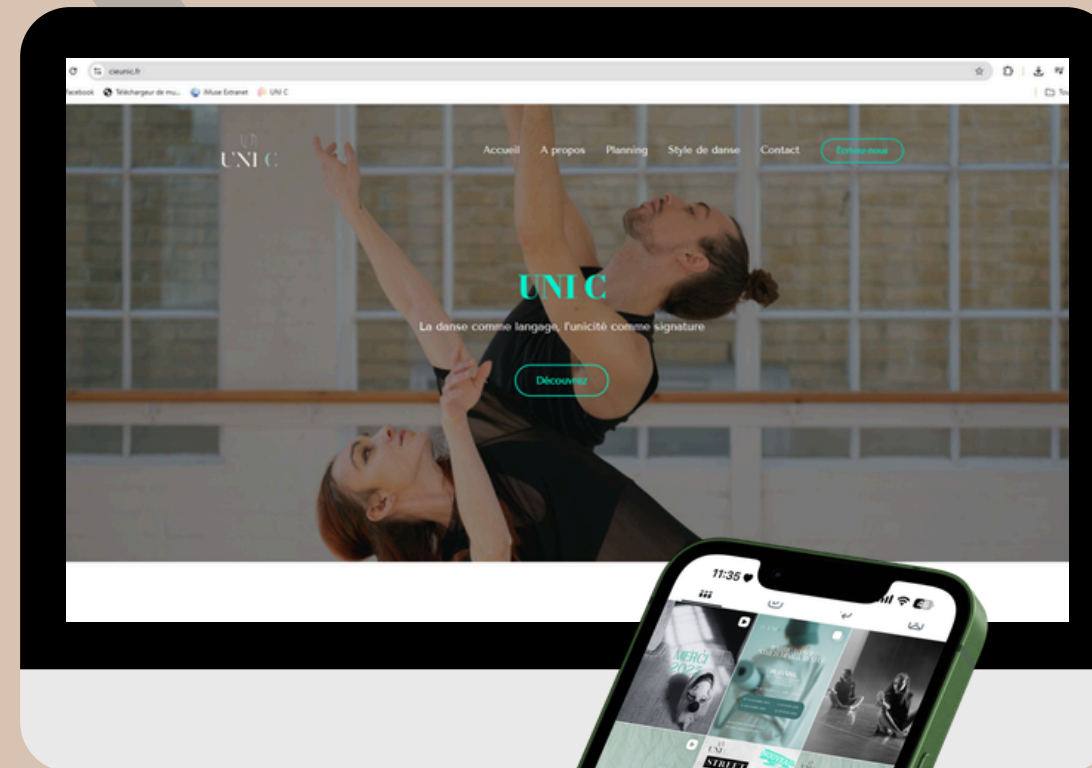 cieunic.fr
Facebook Téléchargeur de mu... iMuse Extranet UNI C
UNI C
Accueil A propos Planning Style de danse Contact Écrivez-nous
UNI C
La danse comme langage, l'unicité comme signature
Découvrez
11:35
MERCI
UNI C
STREET